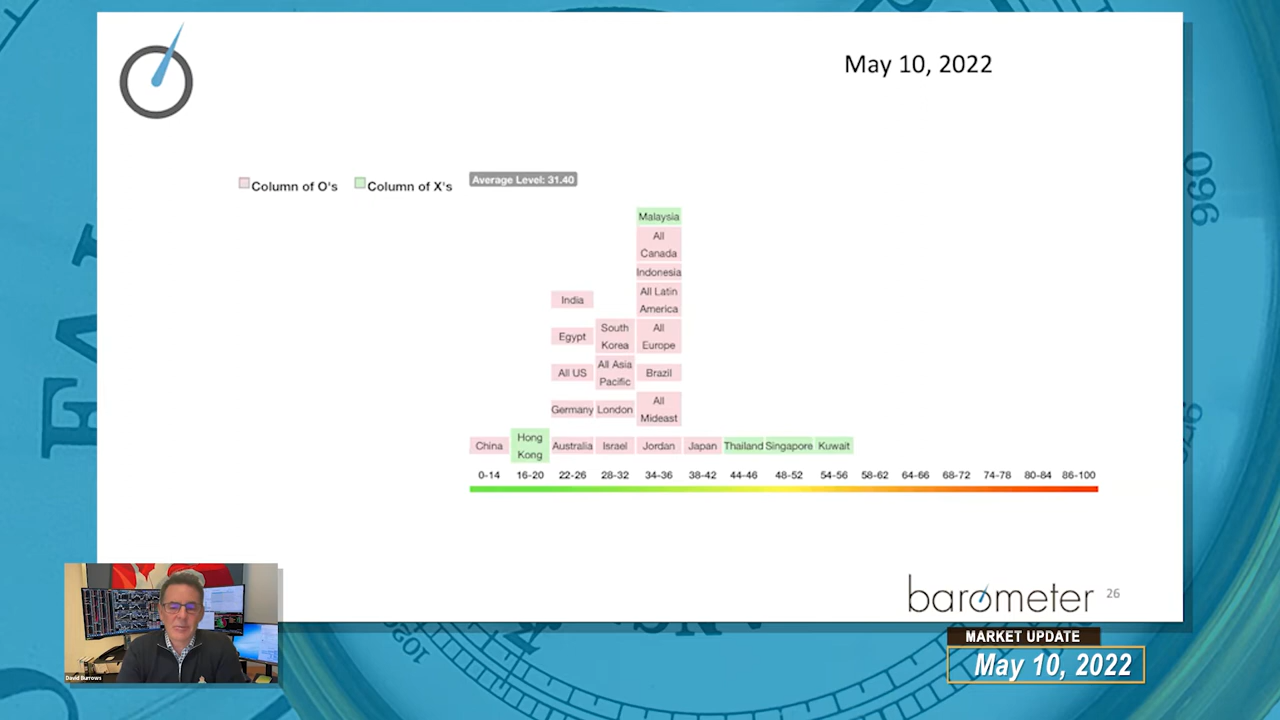 May 10, 2022
Column of O's
Column of X's
Average Level: 31.40
Malaysia
All
Canada
Indonesia
All Latin
America
India
South
Korea
All
Europe
Egypt
All Asia
Pacific
All US
Brazil
All
Mideast
Germany
London
China
Hong
Kong
Australia
Israel
Jordan
Japan
Thailand
Singapore
Kuwait
0-14
16-20
22-26
28-32
34-36
38-42
44-46
48-52
54-56
58-62
64-66
68-72
74-78
80-84
86-100
barometer
26
MARKET UPDATE
May 10, 2022
David Burrows
990
1020